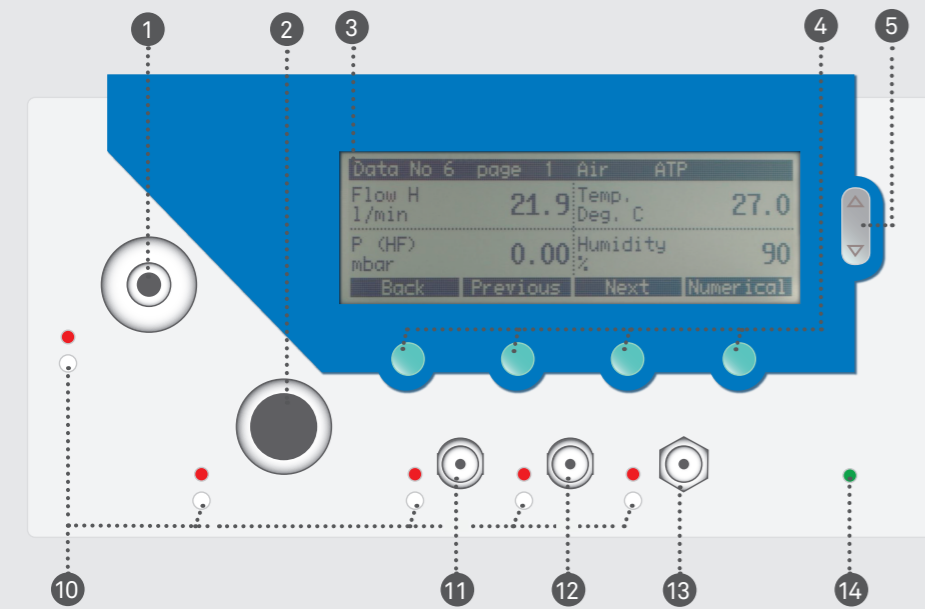 1 2 3 4 5
Data No 6 page 1 Air ATP
Flow H 21.9 Temp. 27.0
l/min Deg. C
P (HF) 0.00 Humidity 90
mbar %
Back Previous Next Numerical
10 11 12 13 14